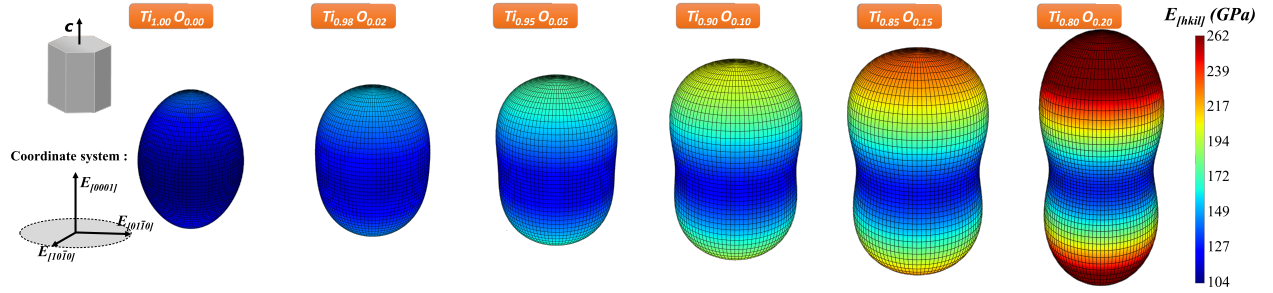 Ti1.00 O0.00
Ti0.98 O0.02
Ti0.95 O0.05
Ti0.90 O0.10
Ti0.85 O0.15
Ti0.80 O0.20
E[hkil] (GPa)
c
262
239
217
194
172
149
127
104
Coordinate system :
E[0001]
E[011̄0]
E[101̄0]